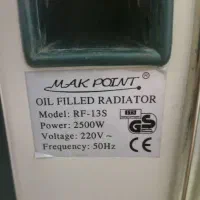 MAK POINT ®
OIL FILLED RADIATOR
Model: RF-13S
Power: 2500W
Voltage: 220V ~
Frequency: 50Hz
GS
CE